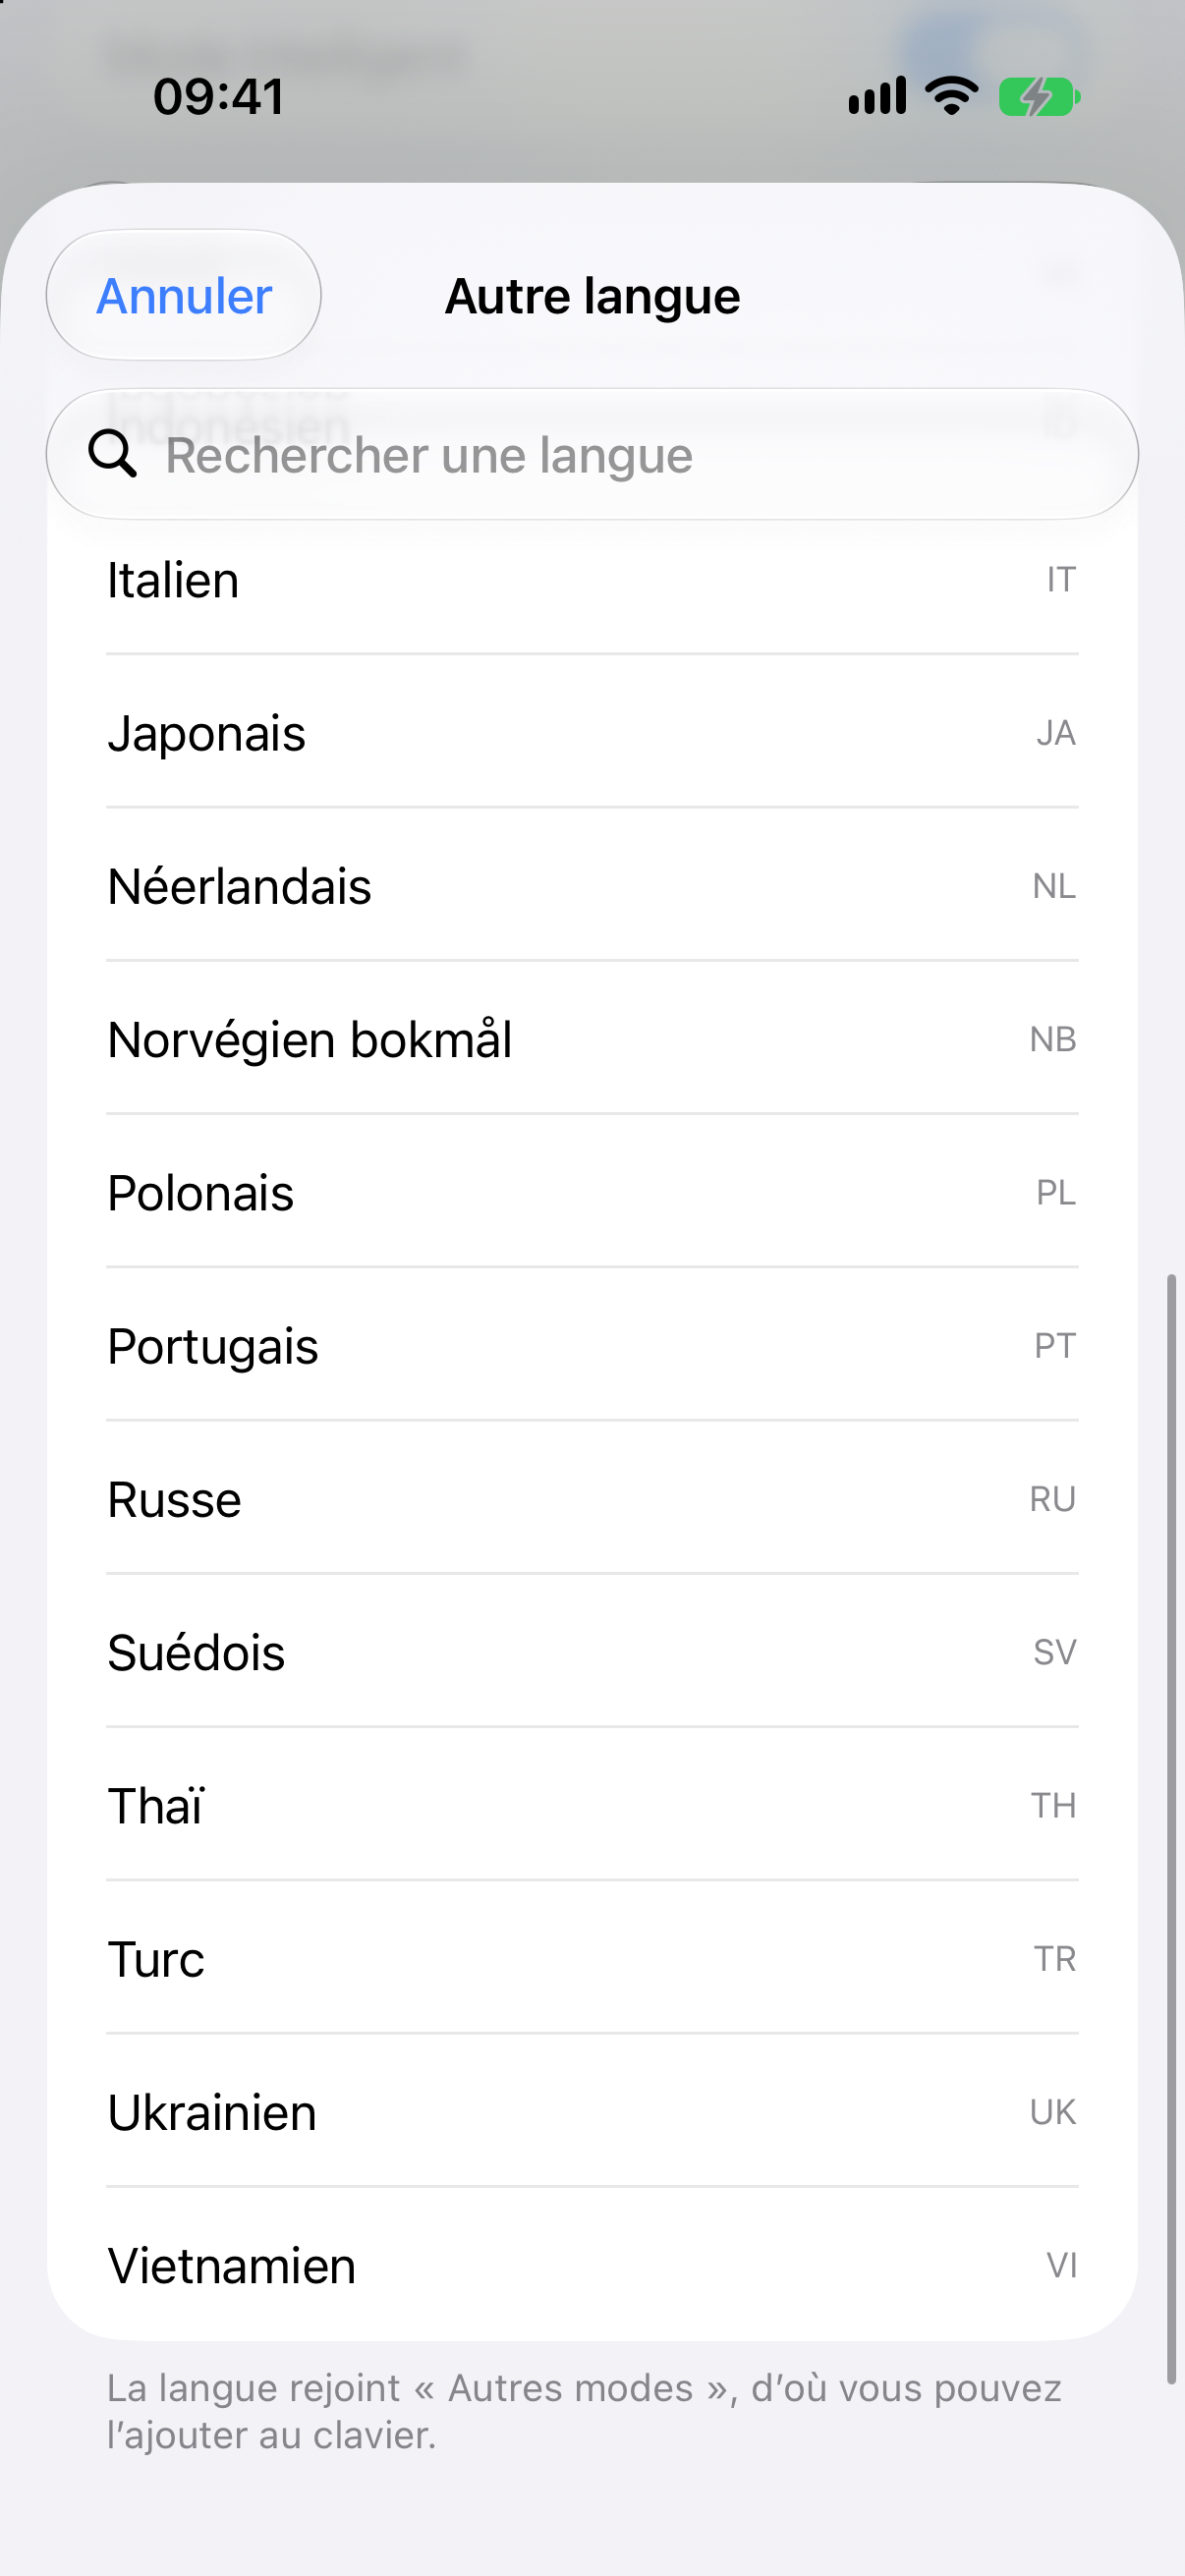 09:41
Annuler
Autre langue
Indonésien
Rechercher une langue
Italien IT
Japonais JA
Néerlandais NL
Norvégien bokmål NB
Polonais PL
Portugais PT
Russe RU
Suédois SV
Thaï TH
Turc TR
Ukrainien UK
Vietnamien VI
La langue rejoint « Autres modes », d’où vous pouvez
l’ajouter au clavier.